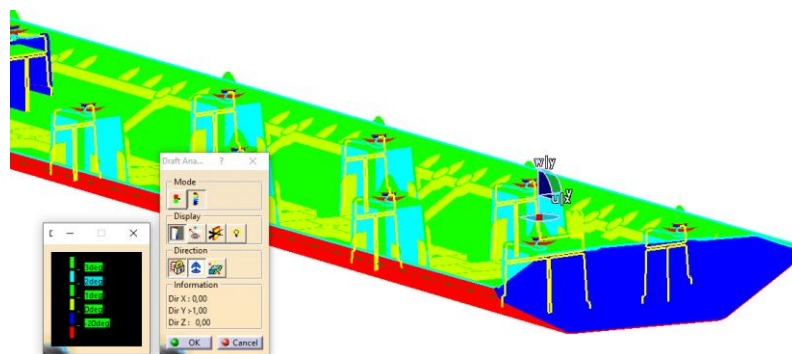 w|y
v
u|x
Draft Ana... ? ×
Mode
Display
Direction
Information
Dir X : 0,00
Dir Y >1,00
Dir Z : 0,00
OK Cancel
3deg
2deg
1deg
0deg
-20deg